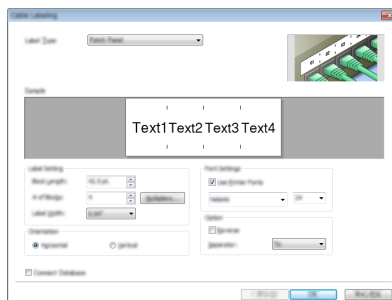 Cable Labeling
Label Type: Patch Panel
Sample
Text1 Text2 Text3 Text4
Label Setting
Block Length:
# of Blocks:
Label Width:
Font Settings
Use Printer Fonts
Helsinki
24
Orientation
Horizontal
Vertical
Option
Reverse
Separator:
Connect Database
OK